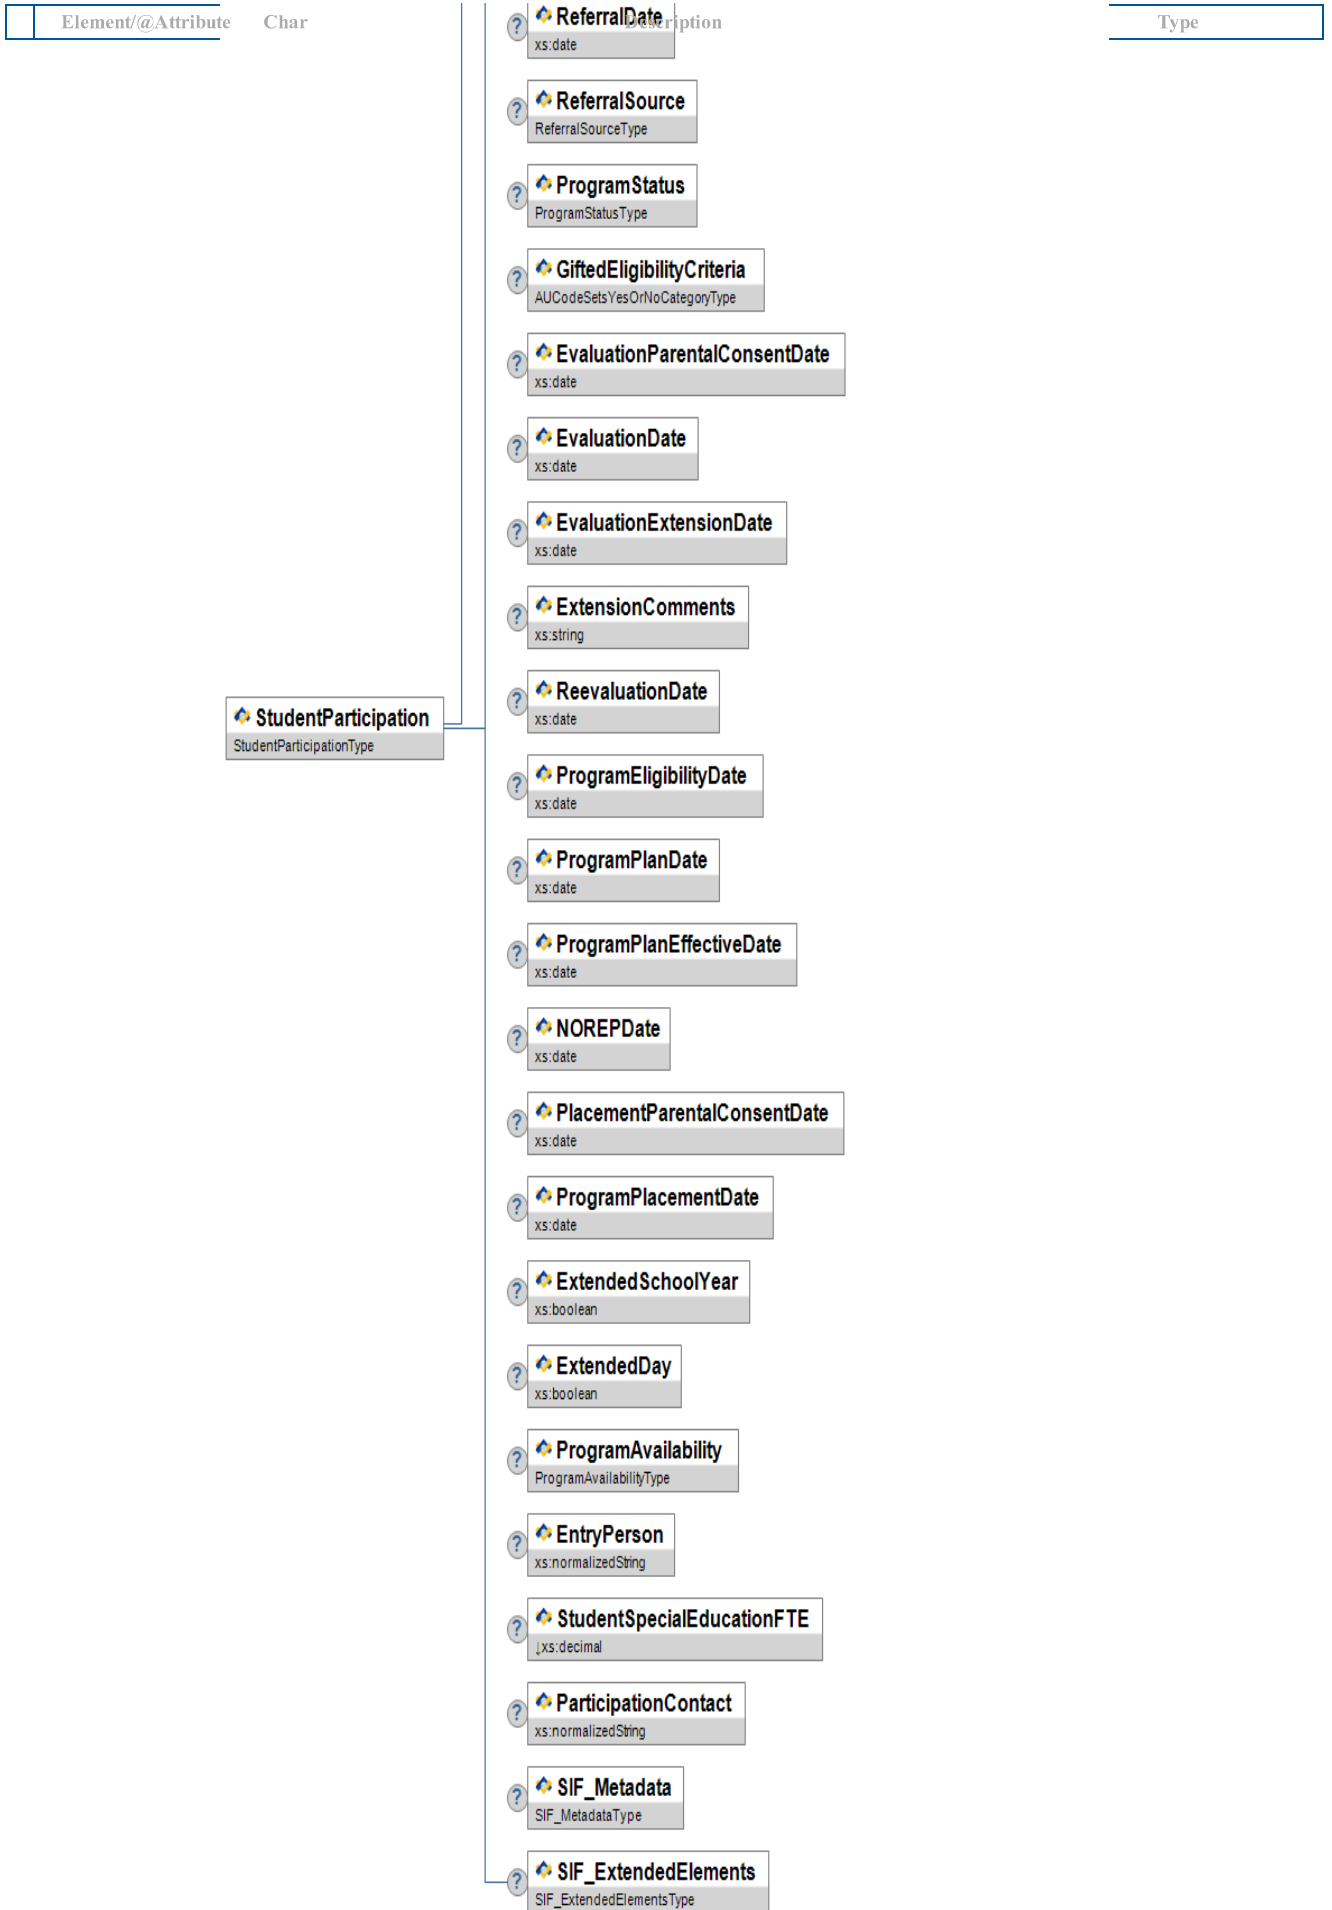 Element/@Attribute Char Description Type
ReferralDate
xs:date
ReferralSource
ReferralSourceType
ProgramStatus
ProgramStatusType
GiftedEligibilityCriteria
AUCodeSetsYesOrNoCategoryType
EvaluationParentalConsentDate
xs:date
EvaluationDate
xs:date
EvaluationExtensionDate
xs:date
ExtensionComments
xs:string
ReevaluationDate
xs:date
StudentParticipation
StudentParticipationType
ProgramEligibilityDate
xs:date
ProgramPlanDate
xs:date
ProgramPlanEffectiveDate
xs:date
NOREPDate
xs:date
PlacementParentalConsentDate
xs:date
ProgramPlacementDate
xs:date
ExtendedSchoolYear
xs:boolean
ExtendedDay
xs:boolean
ProgramAvailability
ProgramAvailabilityType
EntryPerson
xs:normalizedString
StudentSpecialEducationFTE
↓xs:decimal
ParticipationContact
xs:normalizedString
SIF_Metadata
SIF_MetadataType
SIF_ExtendedElements
SIF_ExtendedElementsType